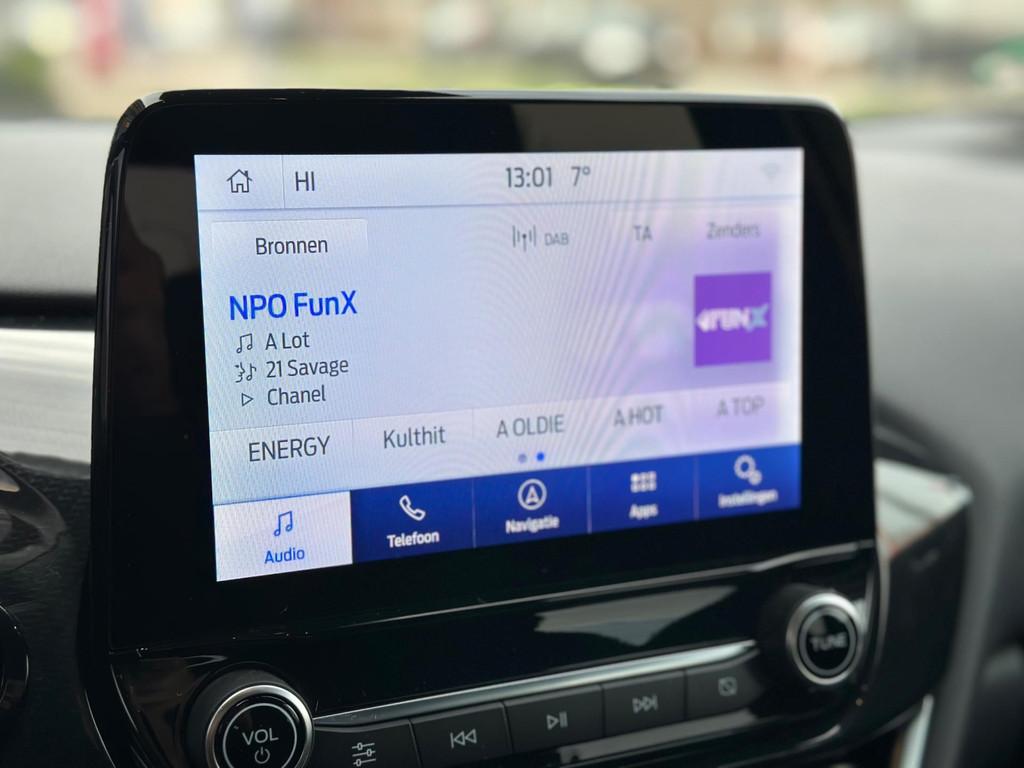 HI 13:01 7°
Bronnen DAB TA Zenders
NPO FunX
FUNX
A Lot
21 Savage
Chanel
ENERGY Kulthit A OLDIE A HOT A TOP
Audio Telefoon Navigatie Apps Instellingen
VOL TUNE